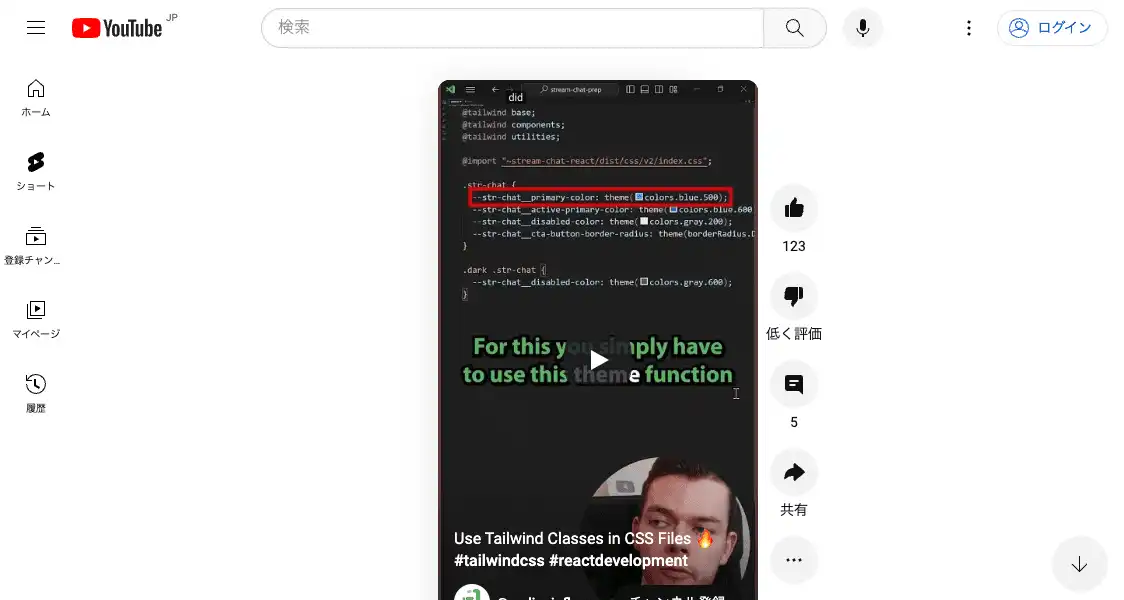 YouTube JP
検索
ログイン
ホーム
ショート
登録チャン...
マイページ
履歴
stream-chat-prep
did
@tailwind base;
@tailwind components;
@tailwind utilities;
@import "~stream-chat-react/dist/css/v2/index.css";
.str-chat {
--str-chat__primary-color: theme(colors.blue.500);
--str-chat__active-primary-color: theme(colors.blue.600
--str-chat__disabled-color: theme(colors.gray.200);
--str-chat__cta-button-border-radius: theme(borderRadius.D
}
.dark .str-chat {
--str-chat__disabled-color: theme(colors.gray.600);
}
For this you simply have
to use this theme function
Use Tailwind Classes in CSS Files 🔥
#tailwindcss #reactdevelopment
123
低く評価
5
共有